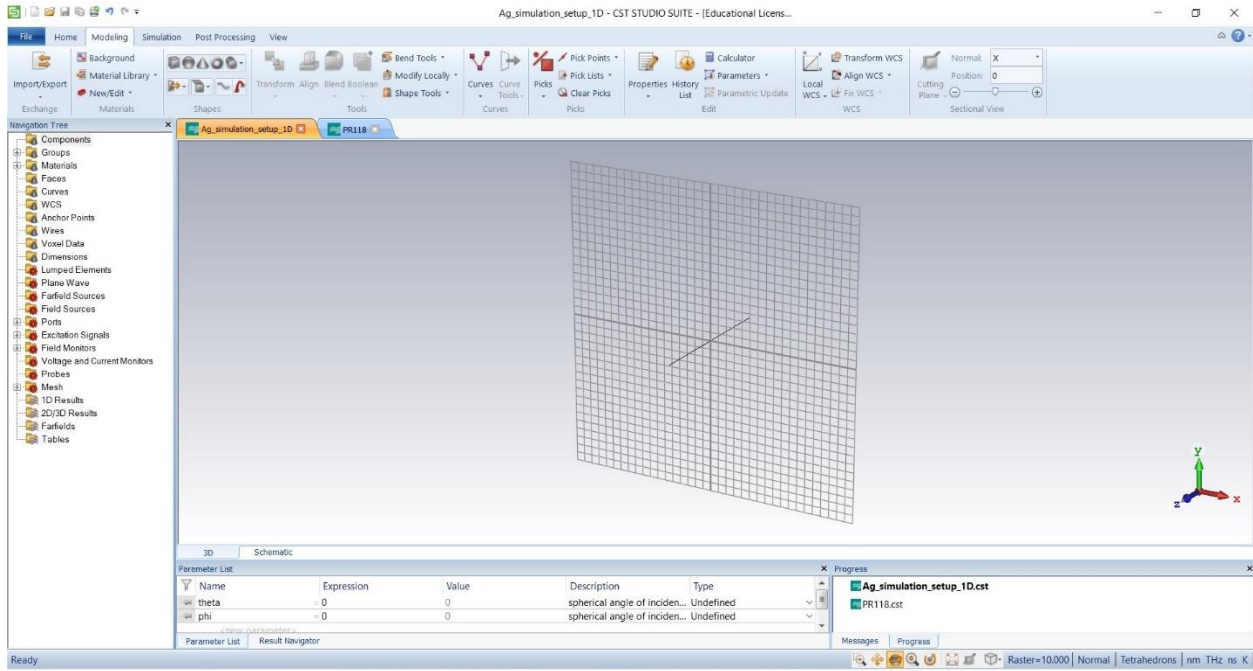 Ag_simulation_setup_1D - CST STUDIO SUITE - [Educational Licens...
File Home Modeling Simulation Post Processing View
Import/Export
Exchange
Background
Material Library
New/Edit
Materials
Shapes
Transform Align Blend Boolean
Bend Tools
Modify Locally
Shape Tools
Tools
Curves Curve Tools
Curves
Picks
Pick Points
Pick Lists
Clear Picks
Picks
Properties History List
Calculator
Parameters
Parametric Update
Edit
Local WCS
Transform WCS
Align WCS
Fix WCS
WCS
Cutting Plane
Normal: X
Position: 0
Sectional View
Navigation Tree
Ag_simulation_setup_1D PR118
Components
Groups
Materials
Faces
Curves
WCS
Anchor Points
Wires
Voxel Data
Dimensions
Lumped Elements
Plane Wave
Farfield Sources
Field Sources
Ports
Excitation Signals
Field Monitors
Voltage and Current Monitors
Probes
Mesh
1D Results
2D/3D Results
Farfields
Tables
y
x
z
3D Schematic
Parameter List
Name Expression Value Description Type
theta = 0 0 spherical angle of inciden... Undefined
phi = 0 0 spherical angle of inciden... Undefined
<new parameter>
Parameter List Result Navigator
Progress
Ag_simulation_setup_1D.cst
PR118.cst
Messages Progress
Ready
Raster=10.000 Normal Tetrahedrons nm THz ns K